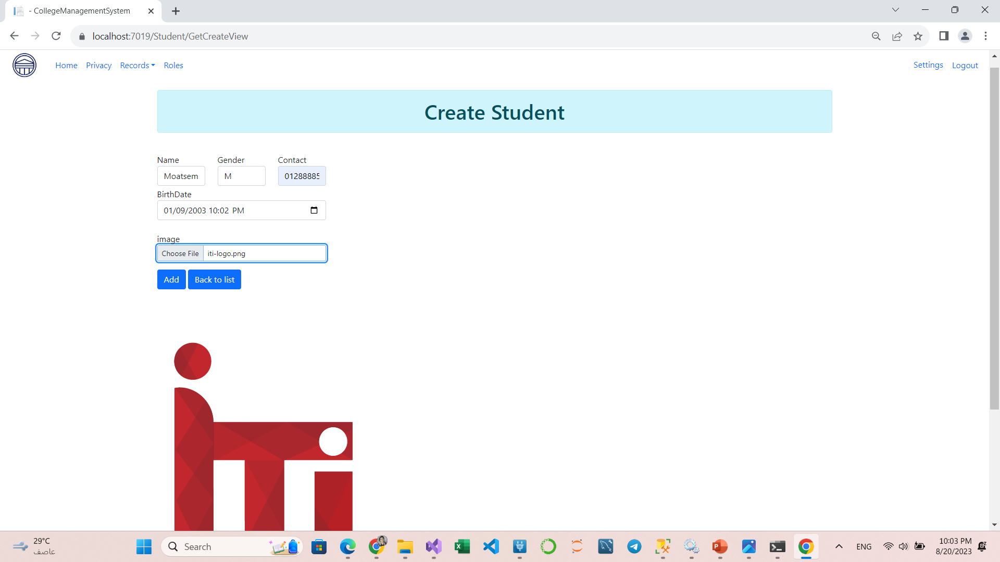 - CollegeManagementSystem
localhost:7019/Student/GetCreateView
Home Privacy Records Roles Settings Logout
Create Student
Name Gender Contact
Moatsem M 01288885
BirthDate
01/09/2003 10:02 PM
image
Choose File iti-logo.png
Add Back to list
29°C
عاصف
Search
ENG
10:03 PM
8/20/2023